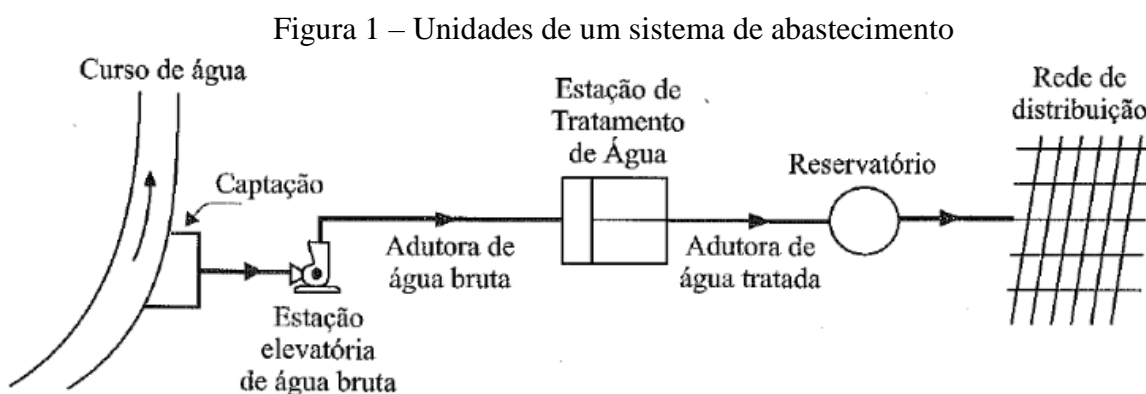 Figura 1 – Unidades de um sistema de abastecimento
Curso de água
Captação
Estação
elevatória
de água bruta
Adutora de
água bruta
Estação de
Tratamento
de Água
Adutora de
água tratada
Reservatório
Rede de
distribuição